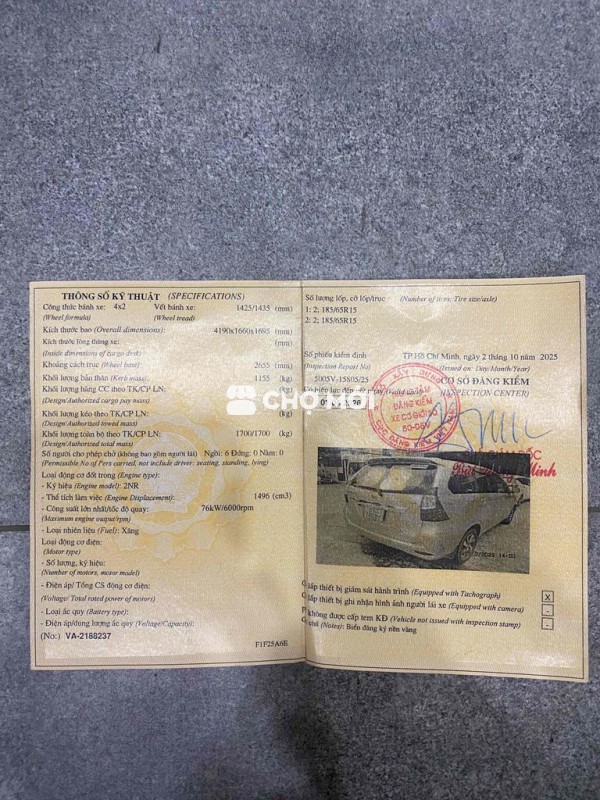 THÔNG SỐ KỸ THUẬT (SPECIFICATIONS)
Công thức bánh xe: 4x2 Vết bánh xe: 1425/1435 (mm)
(Wheel formula) (Wheel tread)
Kích thước bao (Overall dimensions): 4190x1660x1695 (mm)
Kích thước lòng thùng xe: (mm)
(Inside dimensions of cargo deck)
Khoảng cách trục (Wheel base) 2655 (mm)
Khối lượng bản thân (Kerb mass) 1155 (kg)
Khối lượng hàng CC theo TK/CP LN: (kg)
(Design/Authorized cargo pay mass)
Khối lượng kéo theo TK/CP LN: (kg)
(Design/Authorized towed mass)
Khối lượng toàn bộ theo TK/CP LN: 1700/1700 (kg)
(Design/Authorized total mass)
Số người cho phép chở (không bao gồm người lái) Ngồi: 6 Đứng: 0 Nằm: 0
(Permissible No of Pers carried, not include driver: seating, standing, lying)
Loại động cơ đốt trong (Engine type):
- Ký hiệu (Engine model): 2NR
- Thể tích làm việc (Engine Displacement): 1496 (cm3)
- Công suất lớn nhất/tốc độ quay: 76kW/6000rpm
(Maximum engine output/rpm)
- Loại nhiên liệu (Fuel): Xăng
Loại động cơ điện:
(Motor type)
- Số lượng, ký hiệu:
(Number of motors, motor model)
- Điện áp/ Tổng CS động cơ điện:
(Voltage/ Total rated power of motors)
- Loại ắc quy (Battery type):
- Điện áp/dung lượng ắc quy (Voltage/Capacity):
(No:) VA-2188237
F1F25A6E
Số lượng lốp, cỡ lốp/trục (Number of tires; Tire size/axle)
1: 2; 185/65R15
2: 2; 185/65R15
Số phiếu kiểm định TP Hồ Chí Minh, ngày 2 tháng 10 năm 2025
(Inspection Report No) (Issued on: Day/Month/Year)
5005V-15805/25 CƠ SỞ ĐĂNG KIỂM
(INSPECTION CENTER)
ĐĂNG KIỂM
XE CƠ GIỚI
50-05V
CHỢ TỐT
lắp thiết bị giám sát hành trình (Equipped with Tachograph) X
lắp thiết bị ghi nhận hình ảnh người lái xe (Equipped with camera) -
không được cấp tem KĐ (Vehicle not issued with inspection stamp) -
(Notes): Biển đăng ký nền vàng